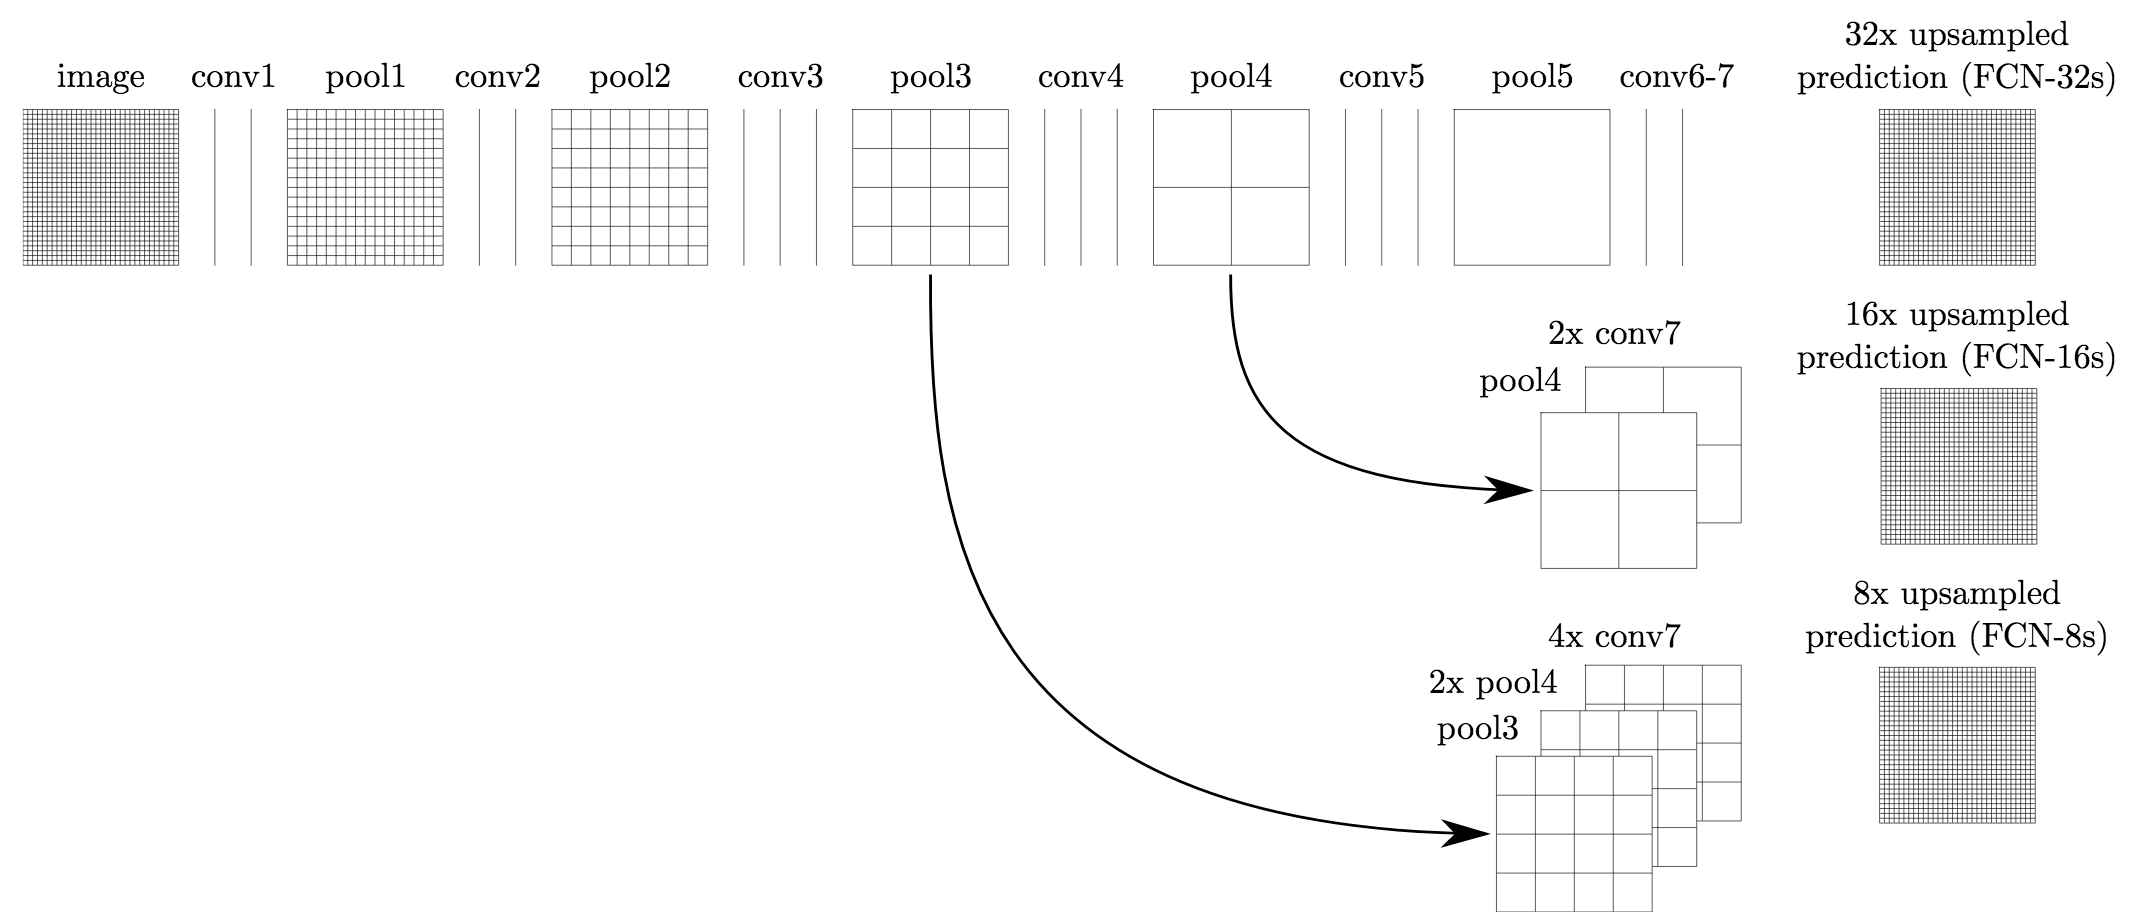 image
conv1
pool1
conv2
pool2
conv3
pool3
conv4
pool4
conv5
pool5
conv6-7
32x upsampled
prediction (FCN-32s)
2x conv7
pool4
16x upsampled
prediction (FCN-16s)
4x conv7
2x pool4
pool3
8x upsampled
prediction (FCN-8s)